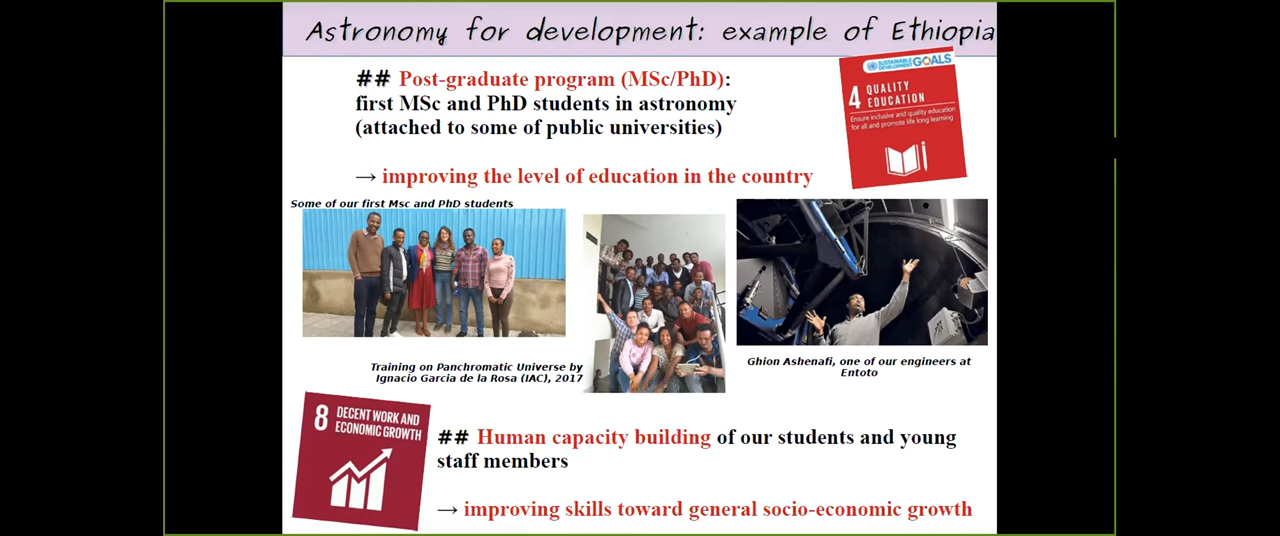 Astronomy for development: example of Ethiopia
## Post-graduate program (MSc/PhD):
first MSc and PhD students in astronomy
(attached to some of public universities)
→ improving the level of education in the country
SUSTAINABLE
DEVELOPMENT GOALS
4 QUALITY
EDUCATION
Ensure inclusive and quality education
for all and promote life long learning
Some of our first Msc and PhD students
Training on Panchromatic Universe by
Ignacio Garcia de la Rosa (IAC), 2017
Ghion Ashenafi, one of our engineers at
Entoto
8 DECENT WORK AND
ECONOMIC GROWTH
## Human capacity building of our students and young
staff members
→ improving skills toward general socio-economic growth